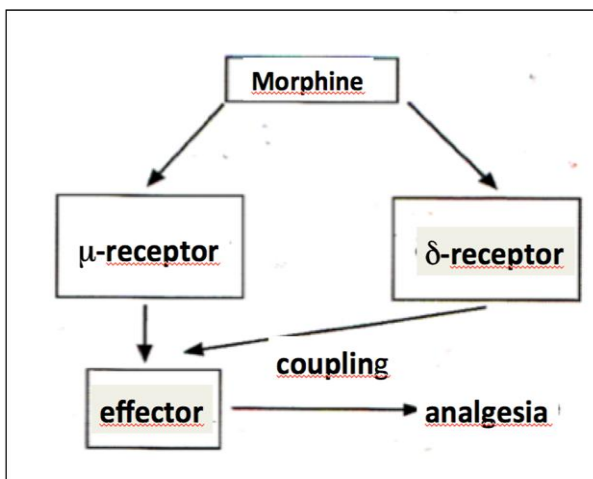 Morphine
μ-receptor
δ-receptor
coupling
effector
analgesia